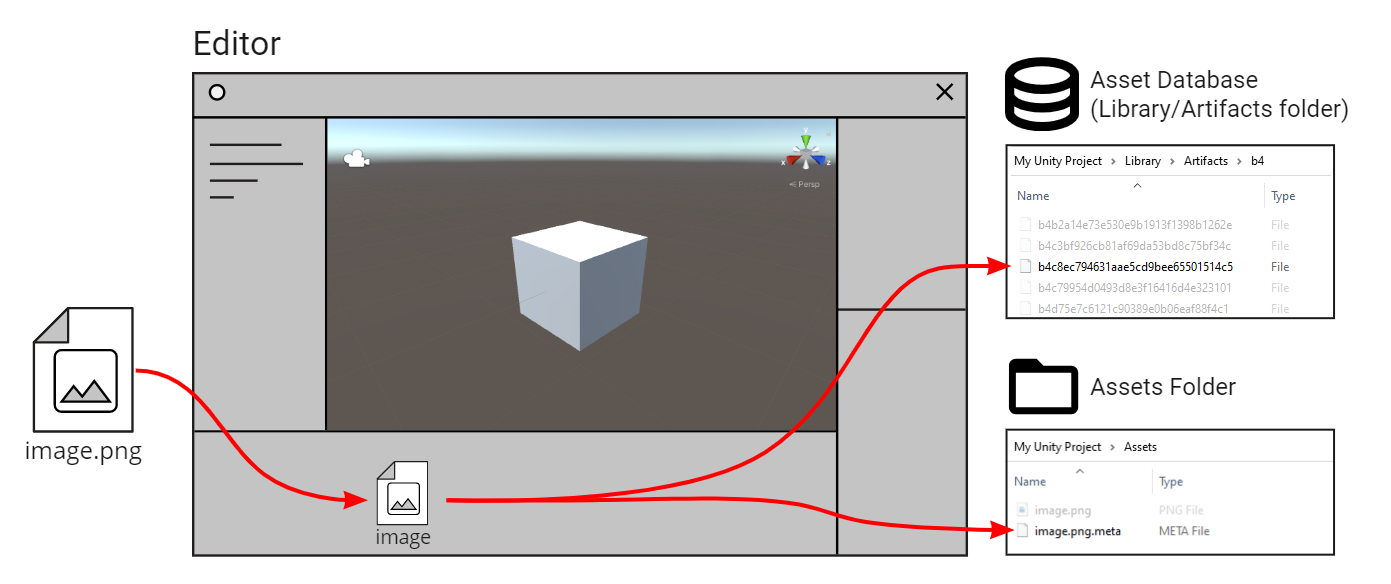 Editor
Asset Database
(Library/Artifacts folder)
y
x
z
Persp
My Unity Project > Library > Artifacts > b4
Name Type
b4b2a14e73e530e9b1913f1398b1262e File
b4c3bf926cb81af69da53bd8c75bf34c File
b4c8ec794631aae5cd9bee65501514c5 File
b4c79954d0493d8e3f16416d4e323101 File
b4d75e7c6121c90389e0b06eaf88f4c1 File
image.png
Assets Folder
My Unity Project > Assets
Name Type
image.png PNG File
image.png.meta META File
image